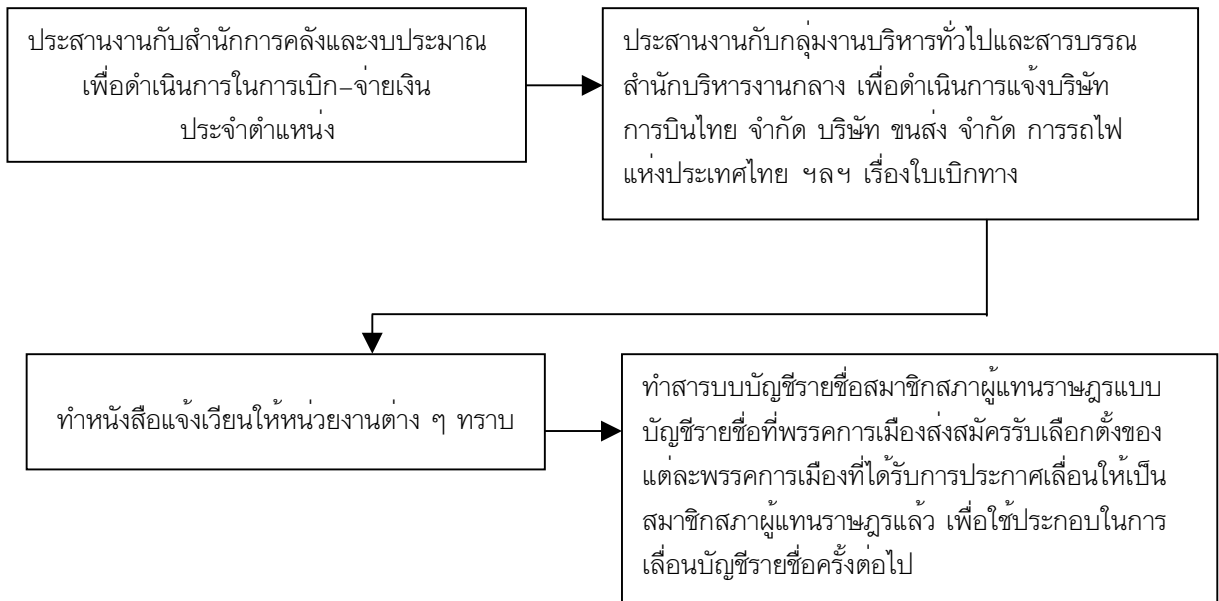 ประสานงานกับสำนักการคลังและงบประมาณ
เพื่อดำเนินการในการเบิก-จ่ายเงิน
ประจำตำแหน่ง
ประสานงานกับกลุ่มงานบริหารทั่วไปและสารบรรณ
สำนักบริหารงานกลาง เพื่อดำเนินการแจ้งบริษัท
การบินไทย จำกัด บริษัท ขนส่ง จำกัด การรถไฟ
แห่งประเทศไทย ฯลฯ เรื่องใบเบิกทาง
ทำหนังสือแจ้งเวียนให้หน่วยงานต่าง ๆ ทราบ
ทำสารบบบัญชีรายชื่อสมาชิกสภาผู้แทนราษฎรแบบ
บัญชีรายชื่อที่พรรคการเมืองส่งสมัครรับเลือกตั้งของ
แต่ละพรรคการเมืองที่ได้รับการประกาศเลื่อนให้เป็น
สมาชิกสภาผู้แทนราษฎรแล้ว เพื่อใช้ประกอบในการ
เลื่อนบัญชีรายชื่อครั้งต่อไป